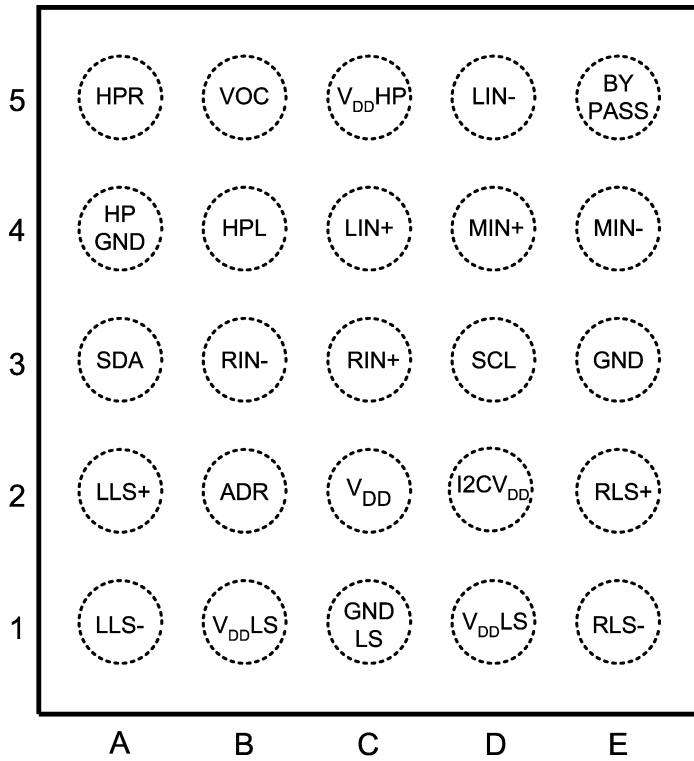 5 HPR VOC VDDHP LIN- BY PASS
4 HP GND HPL LIN+ MIN+ MIN-
3 SDA RIN- RIN+ SCL GND
2 LLS+ ADR VDD I2CVDD RLS+
1 LLS- VDDLS GND LS VDDLS RLS-
A B C D E